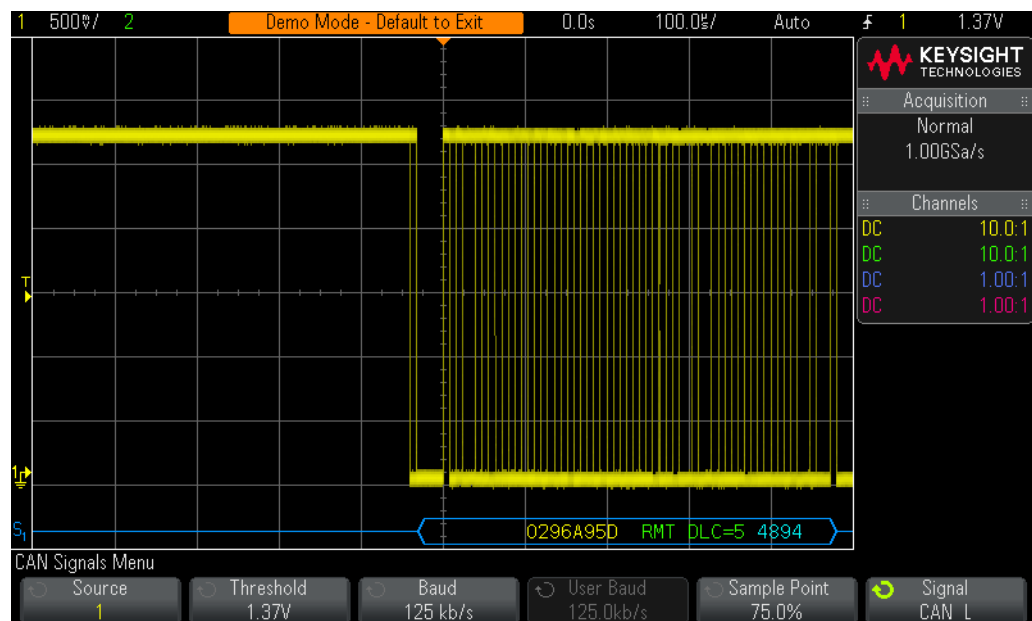 1 500mV/ 2 Demo Mode - Default to Exit 0.0s 100.0µs/ Auto 1 1.37V
KEYSIGHT
TECHNOLOGIES
Acquisition
Normal
1.00GSa/s
Channels
DC 10.0:1
DC 10.0:1
DC 1.00:1
DC 1.00:1
T
1
S1 0296A95D RMT DLC=5 4894
CAN Signals Menu
Source Threshold Baud User Baud Sample Point Signal
1 1.37V 125 kb/s 125.0kb/s 75.0% CAN_L